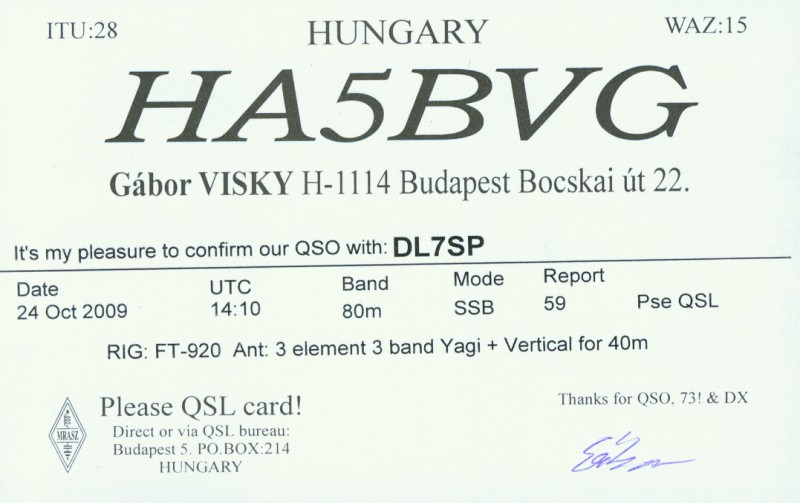 ITU:28 HUNGARY WAZ:15
HA5BVG
Gábor VISKY H-1114 Budapest Bocskai út 22.
It's my pleasure to confirm our QSO with: DL7SP
Date UTC Band Mode Report
24 Oct 2009 14:10 80m SSB 59 Pse QSL
RIG: FT-920 Ant: 3 element 3 band Yagi + Vertical for 40m
Please QSL card!
Direct or via QSL bureau:
Budapest 5. PO.BOX:214
HUNGARY
MRASZ
Thanks for QSO, 73! & DX